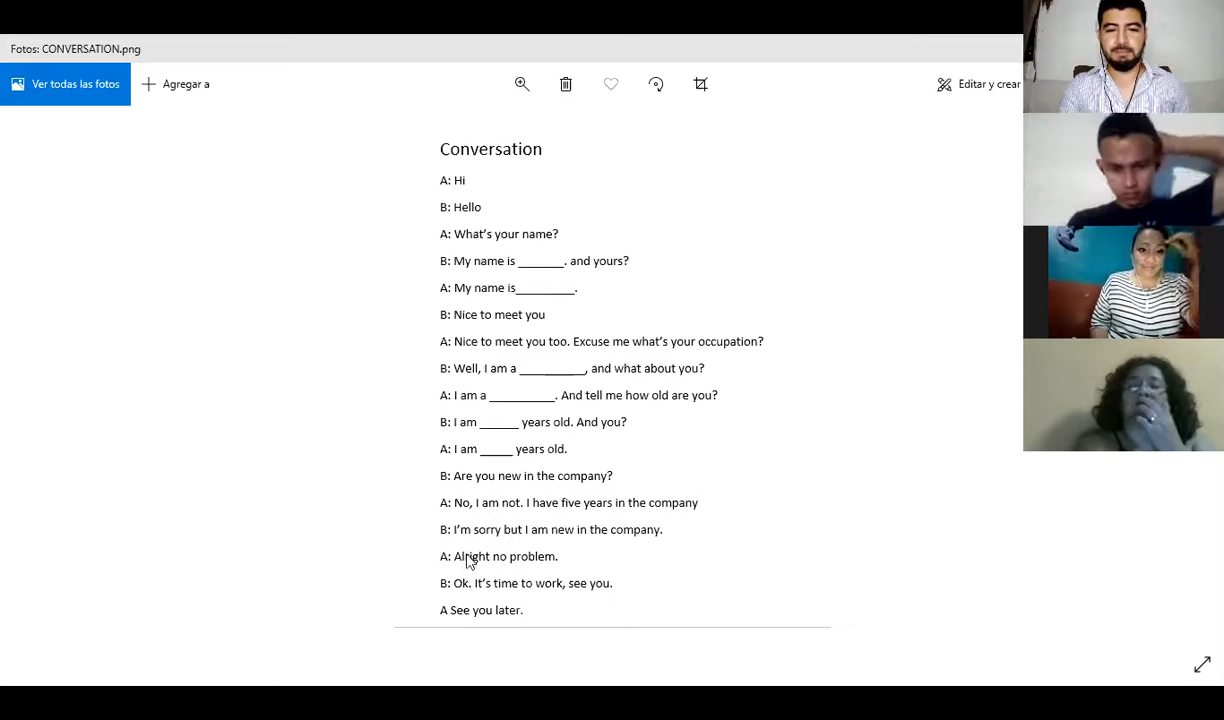 Fotos: CONVERSATION.png
Ver todas las fotos
Agregar a
Editar y crear
Conversation
A: Hi
B: Hello
A: What's your name?
B: My name is _______. and yours?
A: My name is_________.
B: Nice to meet you
A: Nice to meet you too. Excuse me what's your occupation?
B: Well, I am a __________, and what about you?
A: I am a __________. And tell me how old are you?
B: I am ______ years old. And you?
A: I am _____ years old.
B: Are you new in the company?
A: No, I am not. I have five years in the company
B: I'm sorry but I am new in the company.
A: Alright no problem.
B: Ok. It's time to work, see you.
A See you later.